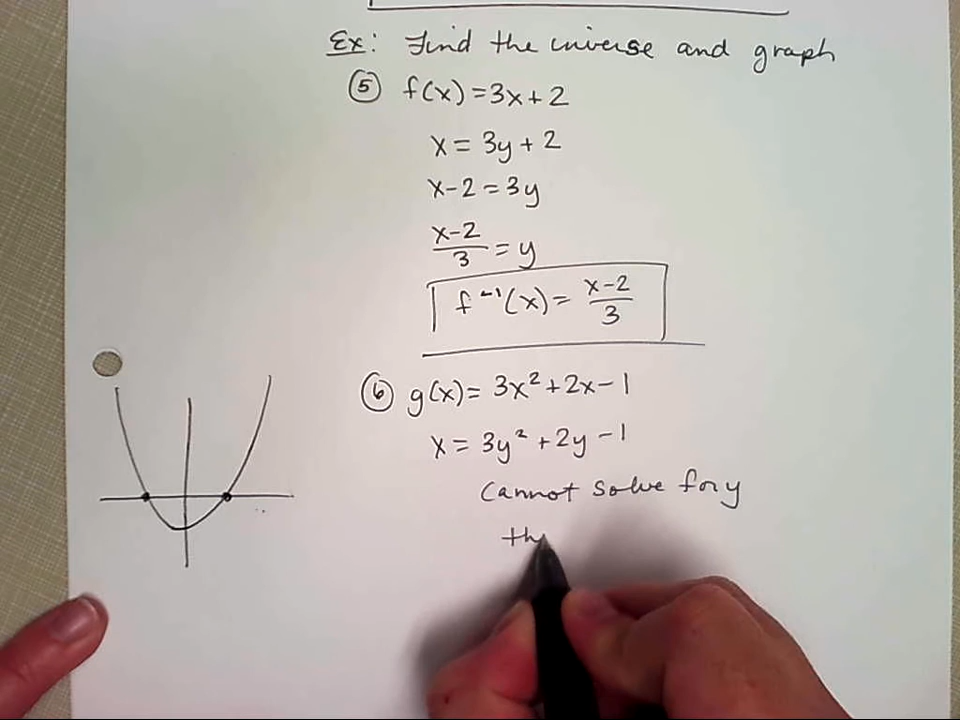 Ex: Find the inverse and graph
⑤ f(x)=3x+2
x = 3y + 2
x-2 = 3y
x-2/3 = y
f⁻¹(x) = x-2/3
⑥ g(x)= 3x²+2x-1
x = 3y² + 2y - 1
Cannot solve for y
th